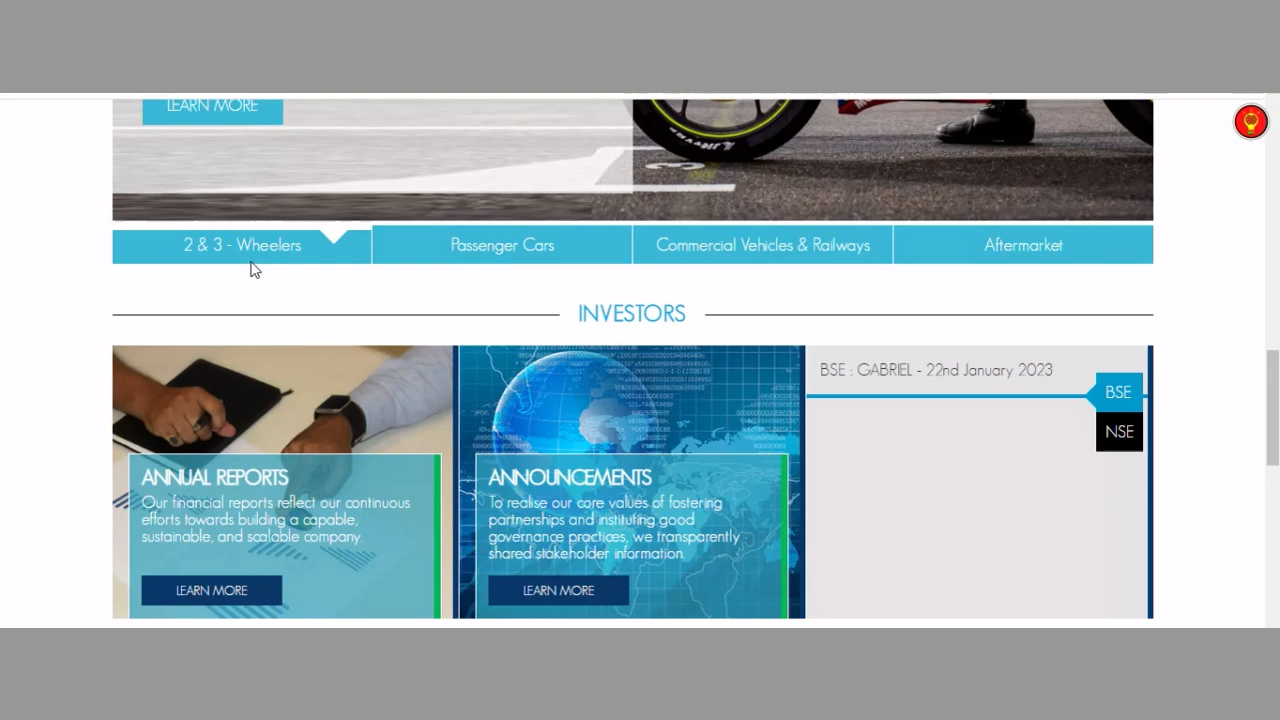 LEARN MORE
2 & 3 - Wheelers
Passenger Cars
Commercial Vehicles & Railways
Aftermarket
INVESTORS
ANNUAL REPORTS
Our financial reports reflect our continuous
efforts towards building a capable,
sustainable, and scalable company.
LEARN MORE
ANNOUNCEMENTS
To realise our core values of fostering
partnerships and instituting good
governance practices, we transparently
shared stakeholder information.
LEARN MORE
BSE : GABRIEL - 22nd January 2023
BSE
NSE